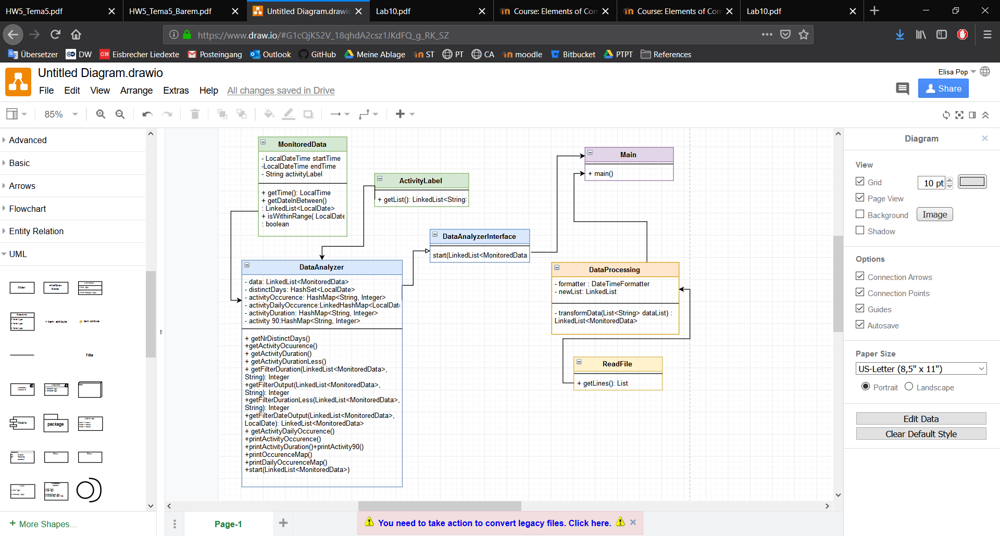 HW5_Tema5.pdf
HW5_Tema5_Barem.pdf
Untitled Diagram.drawio
Lab10.pdf
Course: Elements of Com
Course: Elements of Com
Lab10.pdf
https://www.draw.io/#G1cQjK52V_18qhdA2csz1JKdFQ_g_RK_SZ
Übersetzer
DW
Eisbrecher Liedexte
Posteingang
Outlook
GitHub
Meine Ablage
ST
PT
CA
moodle
Bitbucket
PTPT
References
Untitled Diagram.drawio
Elisa Pop
File Edit View Arrange Extras Help All changes saved in Drive
Share
85%
Advanced
Basic
Arrows
Flowchart
Entity Relation
UML
Object
Title
Module
package
+ More Shapes...
MonitoredData
- LocalDateTime startTime
-LocalDateTime endTime
- String activityLabel
+ getTime(): LocalTime
+ getDateInBetween()
: LinkedList<LocalDate>
+ isWithinRange( LocalDate
: boolean
ActivityLabel
+ getList(): LinkedList<String>
Main
+ main()
DataAnalyzerInterface
start(LinkedList<MonitoredData
DataAnalyzer
- data: LinkedList<MonitoredData>
- distinctDays: HashSet<LocalDate>
- activityOccurence: HashMap<String, Integer>
- activityDailyOccurence:LinkedHashMap<LocalDate
- activityDuration: HashMap<String, Integer>
- activity 90:HashMap<String, Integer>
+ getNrDistinctDays()
+getActivityOcuurence()
+ getActivityDuration()
+ getActivityDurationLess()
+ getFilterDuration(LinkedList<MonitoredData>,
String): Integer
+getFilterOutput(LinkedList<MonitoredData>,
String): Integer
+getFilterDurationLess(LinkedList<MonitoredData>,
String): Integer
+getFilterDateOutput(LinkedList<MonitoredData>,
LocalDate): LinkedList<MonitoredData>
+ getActivityDailyOccurence()
+printActivityOccurence()
+printActivityDuration()+printActivity90()
+printOccurenceMap()
+printDailyOccurenceMap()
+start(LinkedList<MonitoredData>)
DataProcessing
- formatter : DateTimeFormatter
- newList: LinkedList
- transformData(List<String> dataList) :
LinkedList<MonitoredData>
ReadFile
+ getLines(): List
Page-1
You need to take action to convert legacy files. Click here.
Diagram
View
Grid
10 pt
Page View
Background
Image
Shadow
Options
Connection Arrows
Connection Points
Guides
Autosave
Paper Size
US-Letter (8,5" x 11")
Portrait
Landscape
Edit Data
Clear Default Style